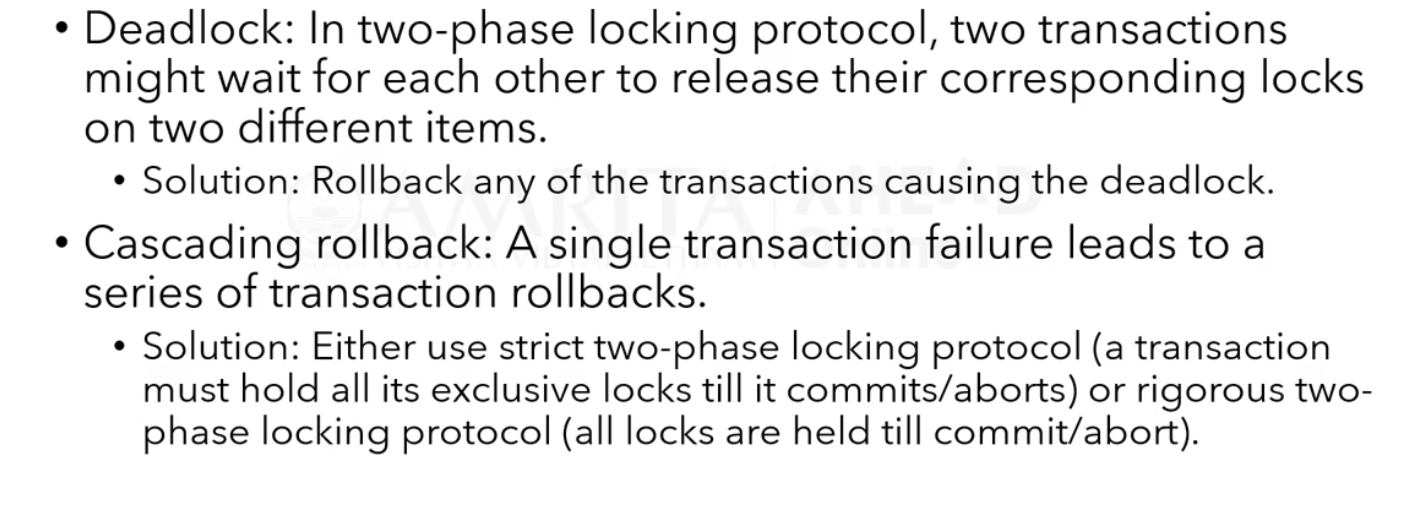 • Deadlock: In two-phase locking protocol, two transactions
might wait for each other to release their corresponding locks
on two different items.
• Solution: Rollback any of the transactions causing the deadlock.
• Cascading rollback: A single transaction failure leads to a
series of transaction rollbacks.
• Solution: Either use strict two-phase locking protocol (a transaction
must hold all its exclusive locks till it commits/aborts) or rigorous two-
phase locking protocol (all locks are held till commit/abort).
AMRITA AHEAD
Online